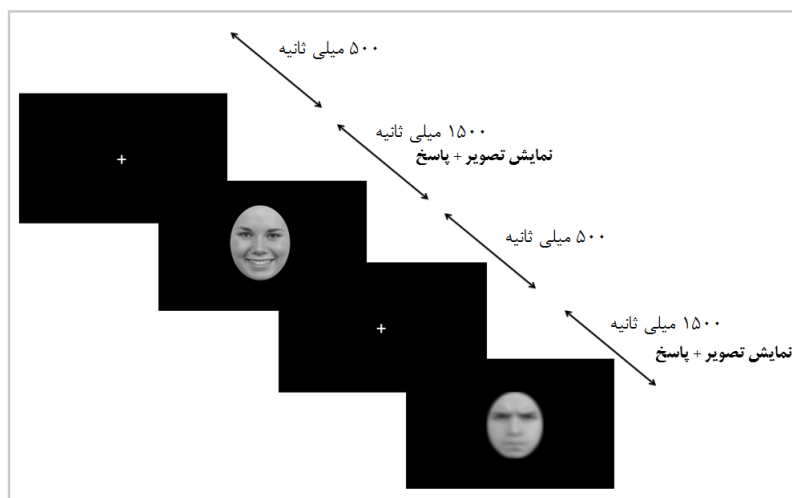 ۵۰۰ میلی ثانیه
۱۵۰۰ میلی ثانیه
نمایش تصویر + پاسخ
۵۰۰ میلی ثانیه
۱۵۰۰ میلی ثانیه
نمایش تصویر + پاسخ